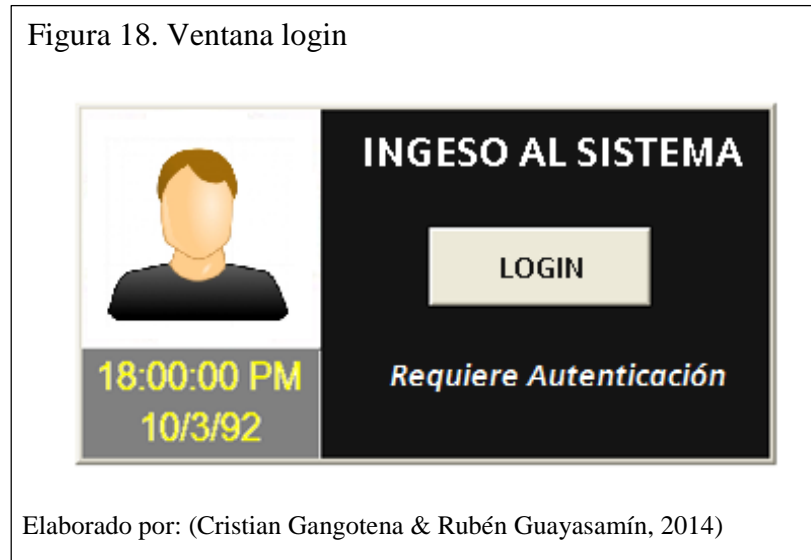 Figura 18. Ventana login
INGESO AL SISTEMA
LOGIN
Requiere Autenticación
18:00:00 PM
10/3/92
Elaborado por: (Cristian Gangotena & Rubén Guayasamín, 2014)